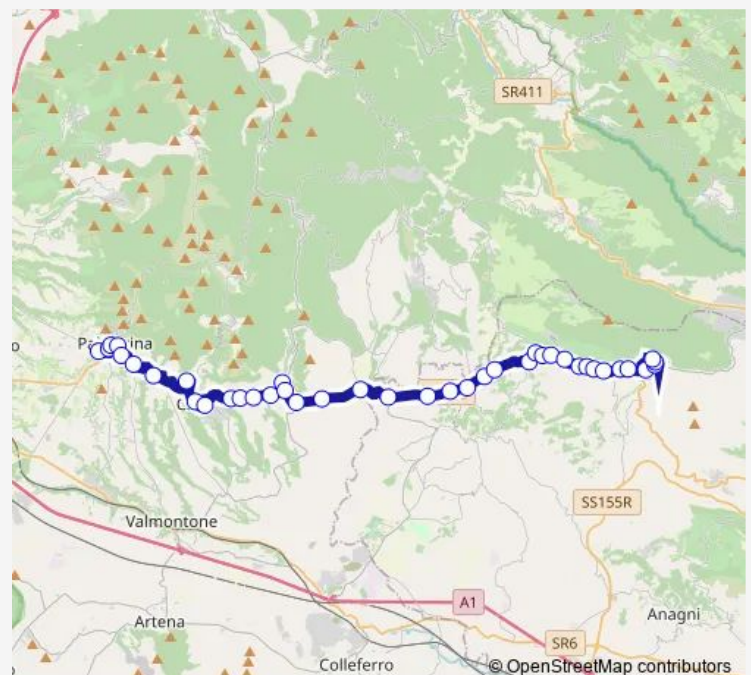 SR411
SS155R
Valmontone
A1
Artena
Anagni
SR6
Colleferro
© OpenStreetMap contributors